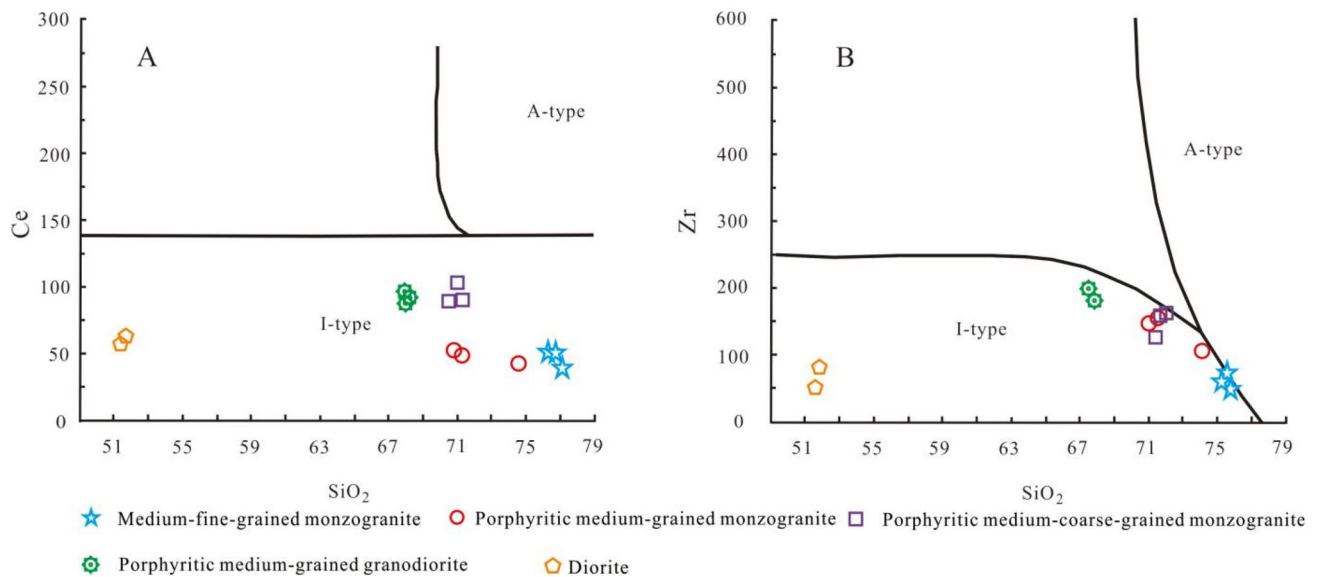 300
250
200
150
100
50
0
Ce
A
A-type
I-type
51 55 59 63 67 71 75 79
SiO2
600
500
400
300
200
100
0
Zr
B
A-type
I-type
51 55 59 63 67 71 75 79
SiO2
Medium-fine-grained monzogranite Porphyritic medium-grained monzogranite Porphyritic medium-coarse-grained monzogranite
Porphyritic medium-grained granodiorite Diorite